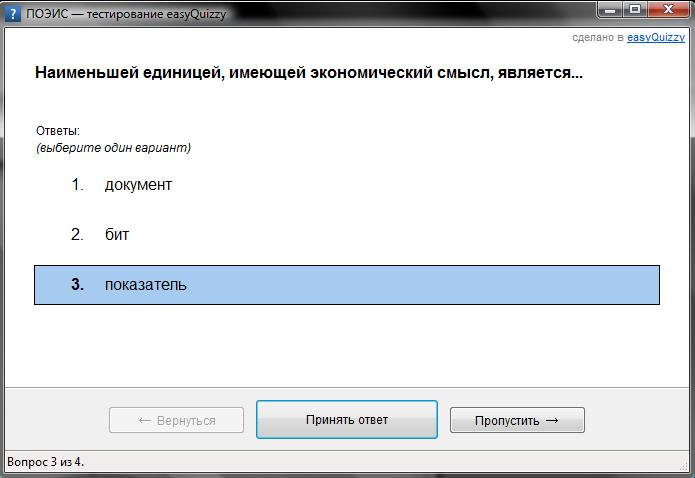 ПОЭИС — тестирование easyQuizzy
сделано в easyQuizzy
Наименьшей единицей, имеющей экономический смысл, является...
Ответы:
(выберите один вариант)
1. документ
2. бит
3. показатель
← Вернуться
Принять ответ
Пропустить →
Вопрос 3 из 4.